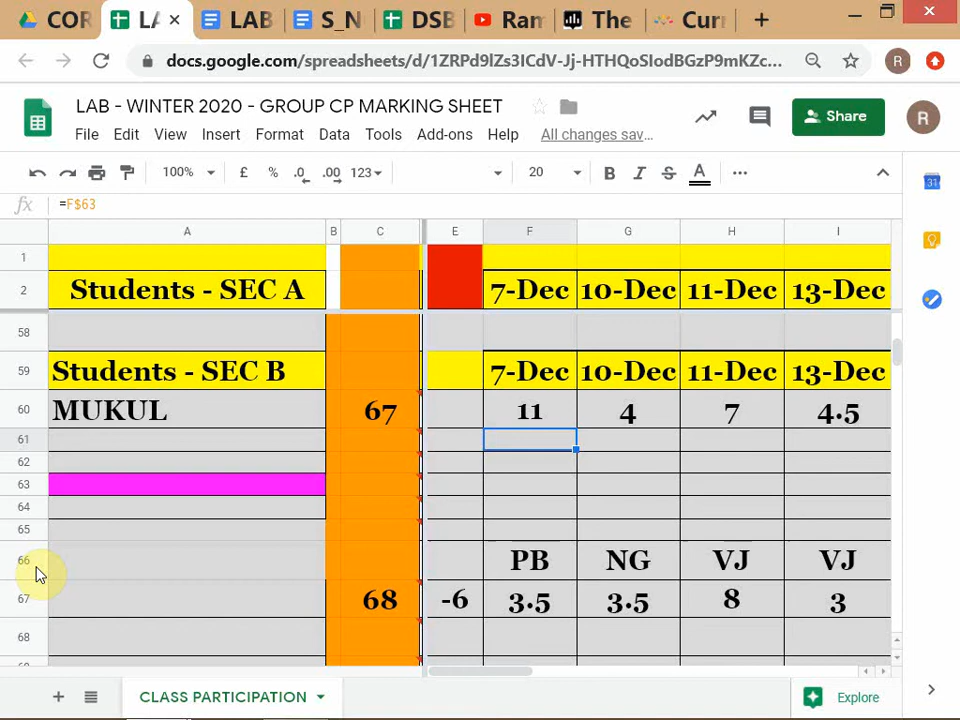 COR LA LAB S_N DSB Ram The Curr
docs.google.com/spreadsheets/d/1ZRPd9lZs3ICdV-Jj-HTHQoSIodBGzP9mKZc... R
LAB - WINTER 2020 - GROUP CP MARKING SHEET
Share R
File Edit View Insert Format Data Tools Add-ons Help All changes sav...
100% £ % .0 .00 123 20 B I S A ...
31
fx =F$63
A B C E F G H I
1
2 Students - SEC A 7-Dec 10-Dec 11-Dec 13-Dec
58
59 Students - SEC B 7-Dec 10-Dec 11-Dec 13-Dec
60 MUKUL 67 11 4 7 4.5
61
62
63
64
65
66 PB NG VJ VJ
67 68 -6 3.5 3.5 8 3
68
CLASS PARTICIPATION Explore